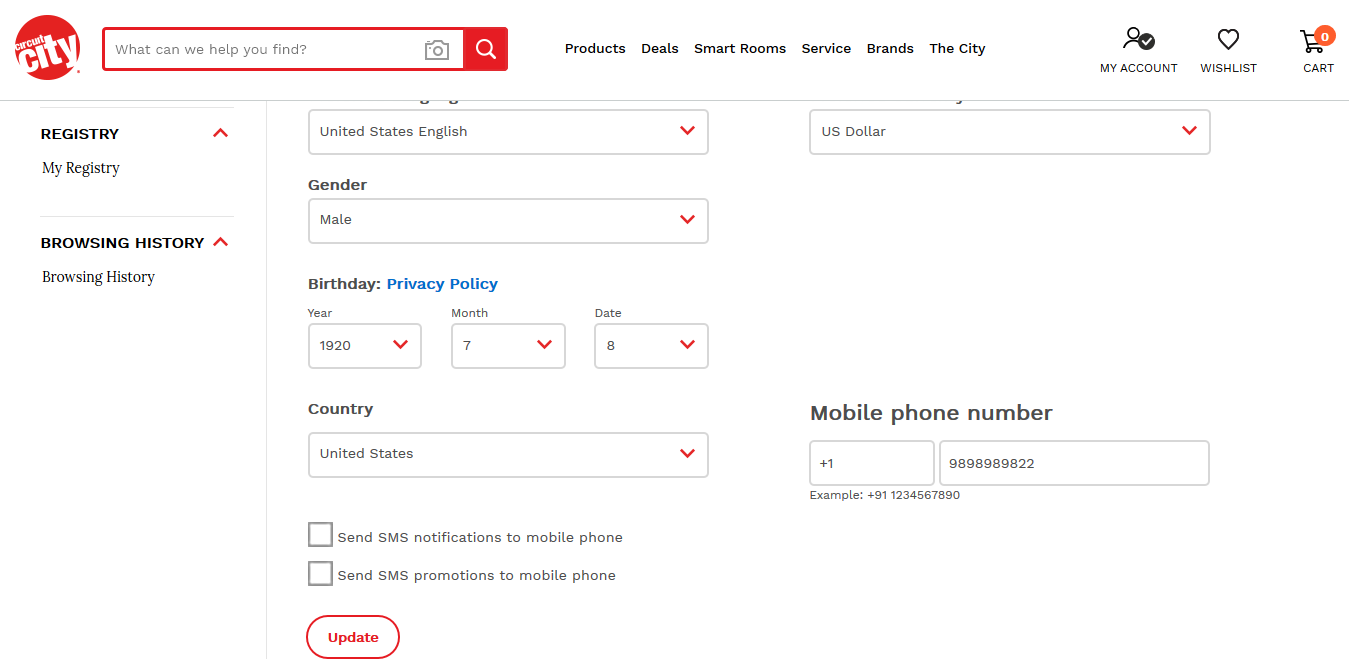 circuit city
What can we help you find?
Products Deals Smart Rooms Service Brands The City
MY ACCOUNT
WISHLIST
0
CART
REGISTRY
My Registry
BROWSING HISTORY
Browsing History
United States English
US Dollar
Gender
Male
Birthday: Privacy Policy
Year Month Date
1920 7 8
Country
United States
Mobile phone number
+1 9898989822
Example: +91 1234567890
Send SMS notifications to mobile phone
Send SMS promotions to mobile phone
Update